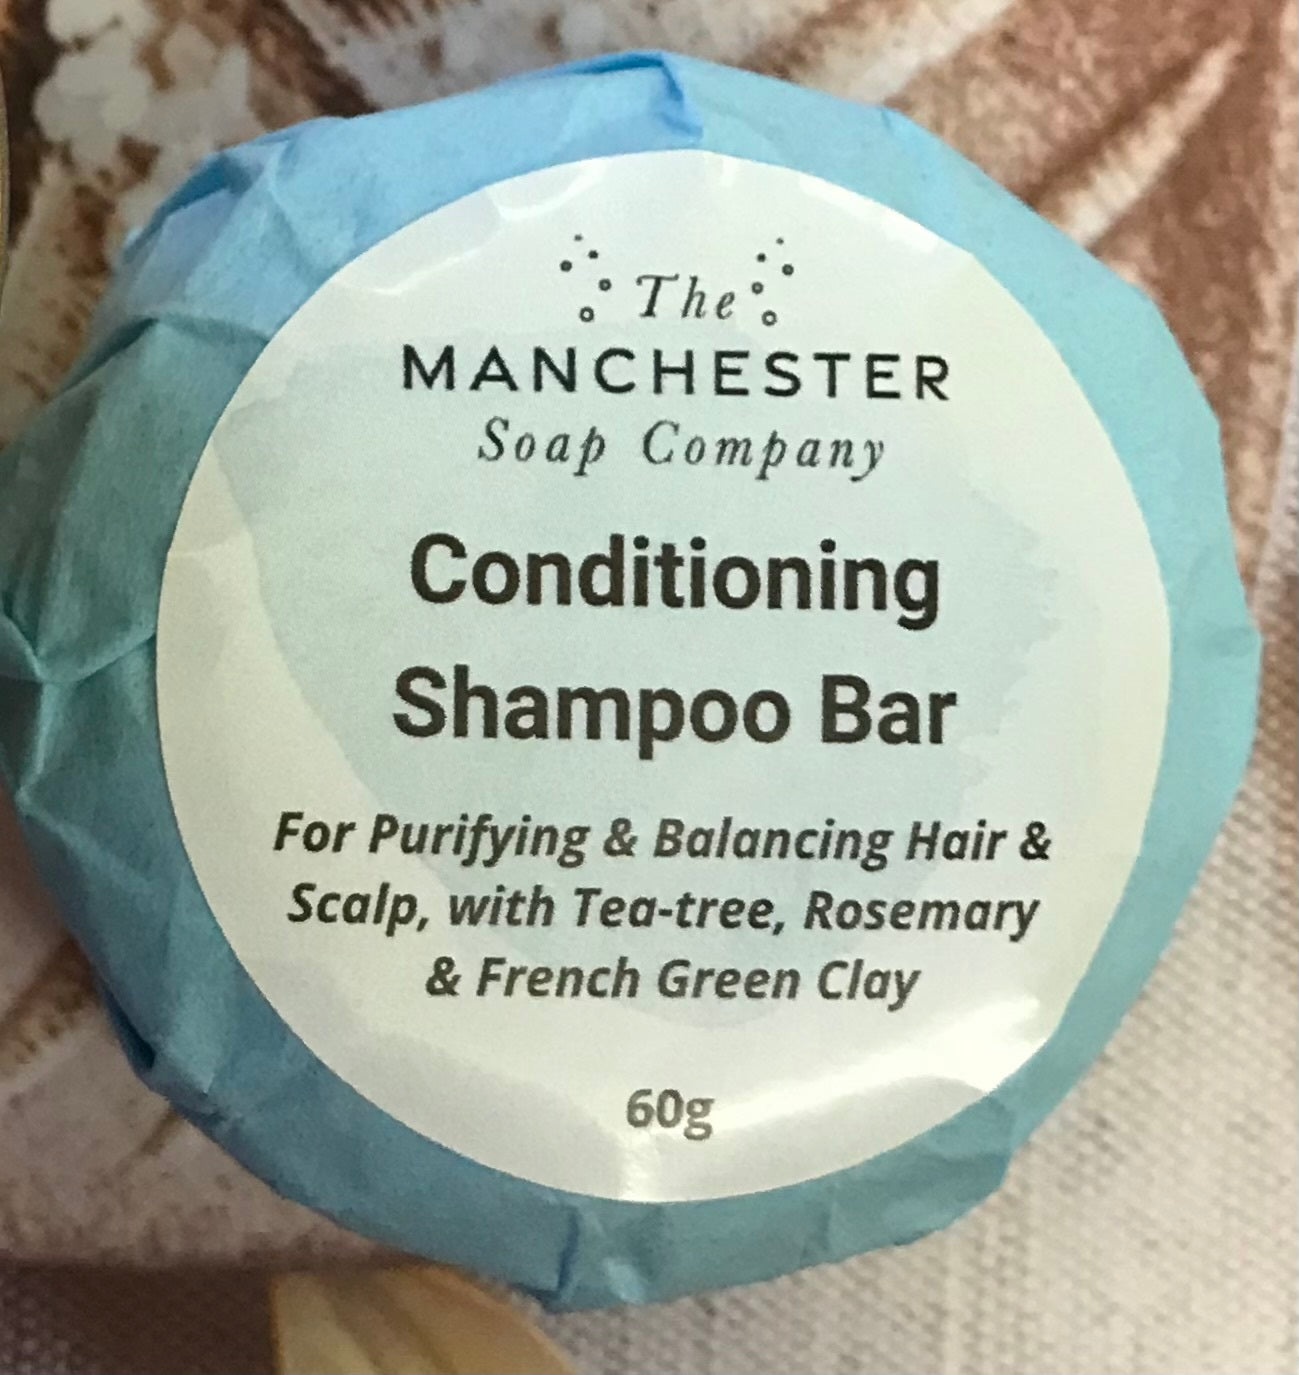 The
MANCHESTER
Soap Company
Conditioning
Shampoo Bar
For Purifying & Balancing Hair &
Scalp, with Tea-tree, Rosemary
& French Green Clay
60g